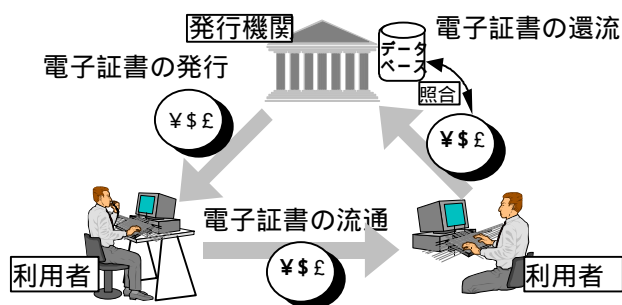 発行機関
データ
ベース
電子証書の還流
電子証書の発行
照合
¥$£
¥$£
電子証書の流通
¥$£
利用者
利用者